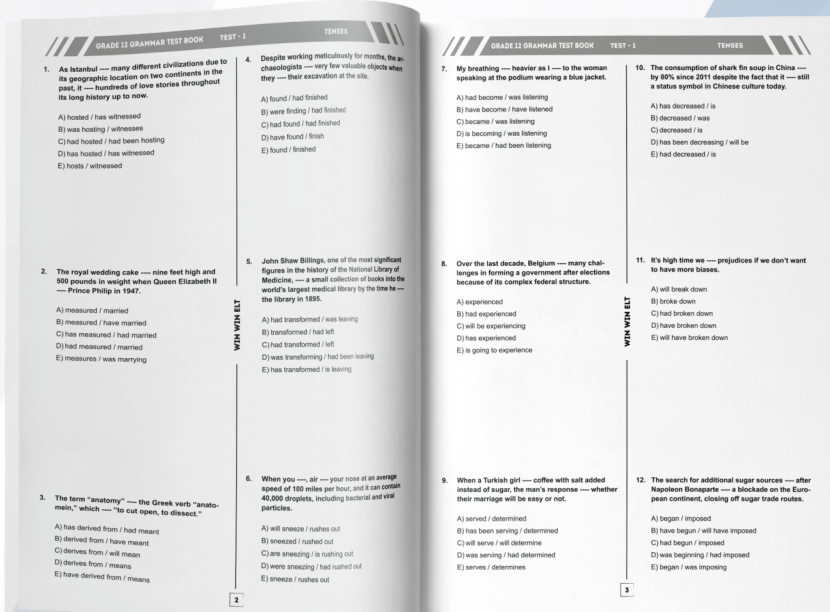 GRADE 12 GRAMMAR TEST BOOK TEST - 1 TENSES
1. As Istanbul ---- many different civilizations due to
its geographic location on two continents in the
past, it ---- hundreds of love stories throughout
its long history up to now.
A) hosted / has witnessed
B) was hosting / witnesses
C) had hosted / had been hosting
D) has hosted / has witnessed
E) hosts / witnessed
2. The royal wedding cake ---- nine feet high and
500 pounds in weight when Queen Elizabeth II
---- Prince Philip in 1947.
A) measured / married
B) measured / have married
C) has measured / had married
D) had measured / married
E) measures / was marrying
3. The term "anatomy" ---- the Greek verb "anato-
mein," which ---- "to cut open, to dissect."
A) has derived from / had meant
B) derived from / have meant
C) derives from / will mean
D) derives from / means
E) have derived from / means
WIN WIN ELT
4. Despite working meticulously for months, the ar-
chaeologists ---- very few valuable objects when
they ---- their excavation at the site.
A) found / had finished
B) were finding / had finished
C) had found / had finished
D) have found / finish
E) found / finished
5. John Shaw Billings, one of the most significant
figures in the history of the National Library of
Medicine, ---- a small collection of books into the
world's largest medical library by the time he ----
the library in 1895.
A) had transformed / was leaving
B) transformed / had left
C) had transformed / left
D) was transforming / had been leaving
E) has transformed / is leaving
6. When you ----, air ---- your nose at an average
speed of 100 miles per hour, and it can contain
40,000 droplets, including bacterial and viral
particles.
A) will sneeze / rushes out
B) sneezed / rushed out
C) are sneezing / is rushing out
D) were sneezing / had rushed out
E) sneeze / rushes out
2
GRADE 12 GRAMMAR TEST BOOK TEST - 1 TENSES
7. My breathing ---- heavier as I ---- to the woman
speaking at the podium wearing a blue jacket.
A) had become / was listening
B) have become / have listened
C) became / was listening
D) is becoming / was listening
E) became / had been listening
8. Over the last decade, Belgium ---- many chal-
lenges in forming a government after elections
because of its complex federal structure.
A) experienced
B) had experienced
C) will be experiencing
D) has experienced
E) is going to experience
9. When a Turkish girl ---- coffee with salt added
instead of sugar, the man's response ---- whether
their marriage will be easy or not.
A) served / determined
B) has been serving / determined
C) will serve / will determine
D) was serving / had determined
E) serves / determines
WIN WIN ELT
10. The consumption of shark fin soup in China ----
by 80% since 2011 despite the fact that it ---- still
a status symbol in Chinese culture today.
A) has decreased / is
B) decreased / was
C) decreased / is
D) has been decreasing / will be
E) had decreased / is
11. It's high time we ---- prejudices if we don't want
to have more biases.
A) will break down
B) broke down
C) had broken down
D) have broken down
E) will have broken down
12. The search for additional sugar sources ---- after
Napoleon Bonaparte ---- a blockade on the Euro-
pean continent, closing off sugar trade routes.
A) began / imposed
B) have begun / will have imposed
C) had begun / imposed
D) was beginning / had imposed
E) began / was imposing
3